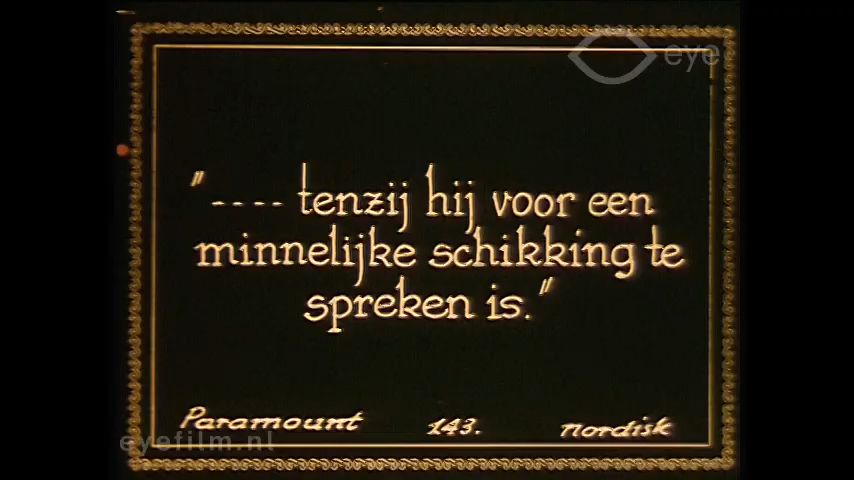 eye
"---- tenzij hij voor een
minnelijke schikking te
spreken is."
Paramount 143. nordisk
eyefilm.nl